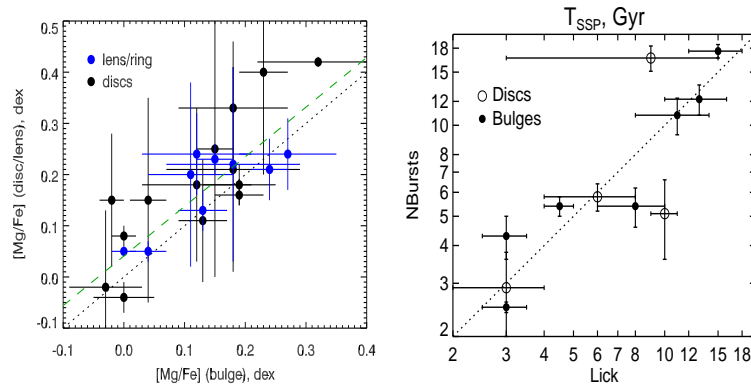 T_SSP, Gyr
0.5
0.4
0.3
0.2
0.1
0.0
-0.1
[Mg/Fe] (disc/lens), dex
lens/ring
discs
-0.1 0.0 0.1 0.2 0.3 0.4
[Mg/Fe] (bulge), dex
18
15
12
10
8
7
6
5
4
3
2
NBursts
Discs
Bulges
2 3 4 5 6 8 10 12 15 18
Lick